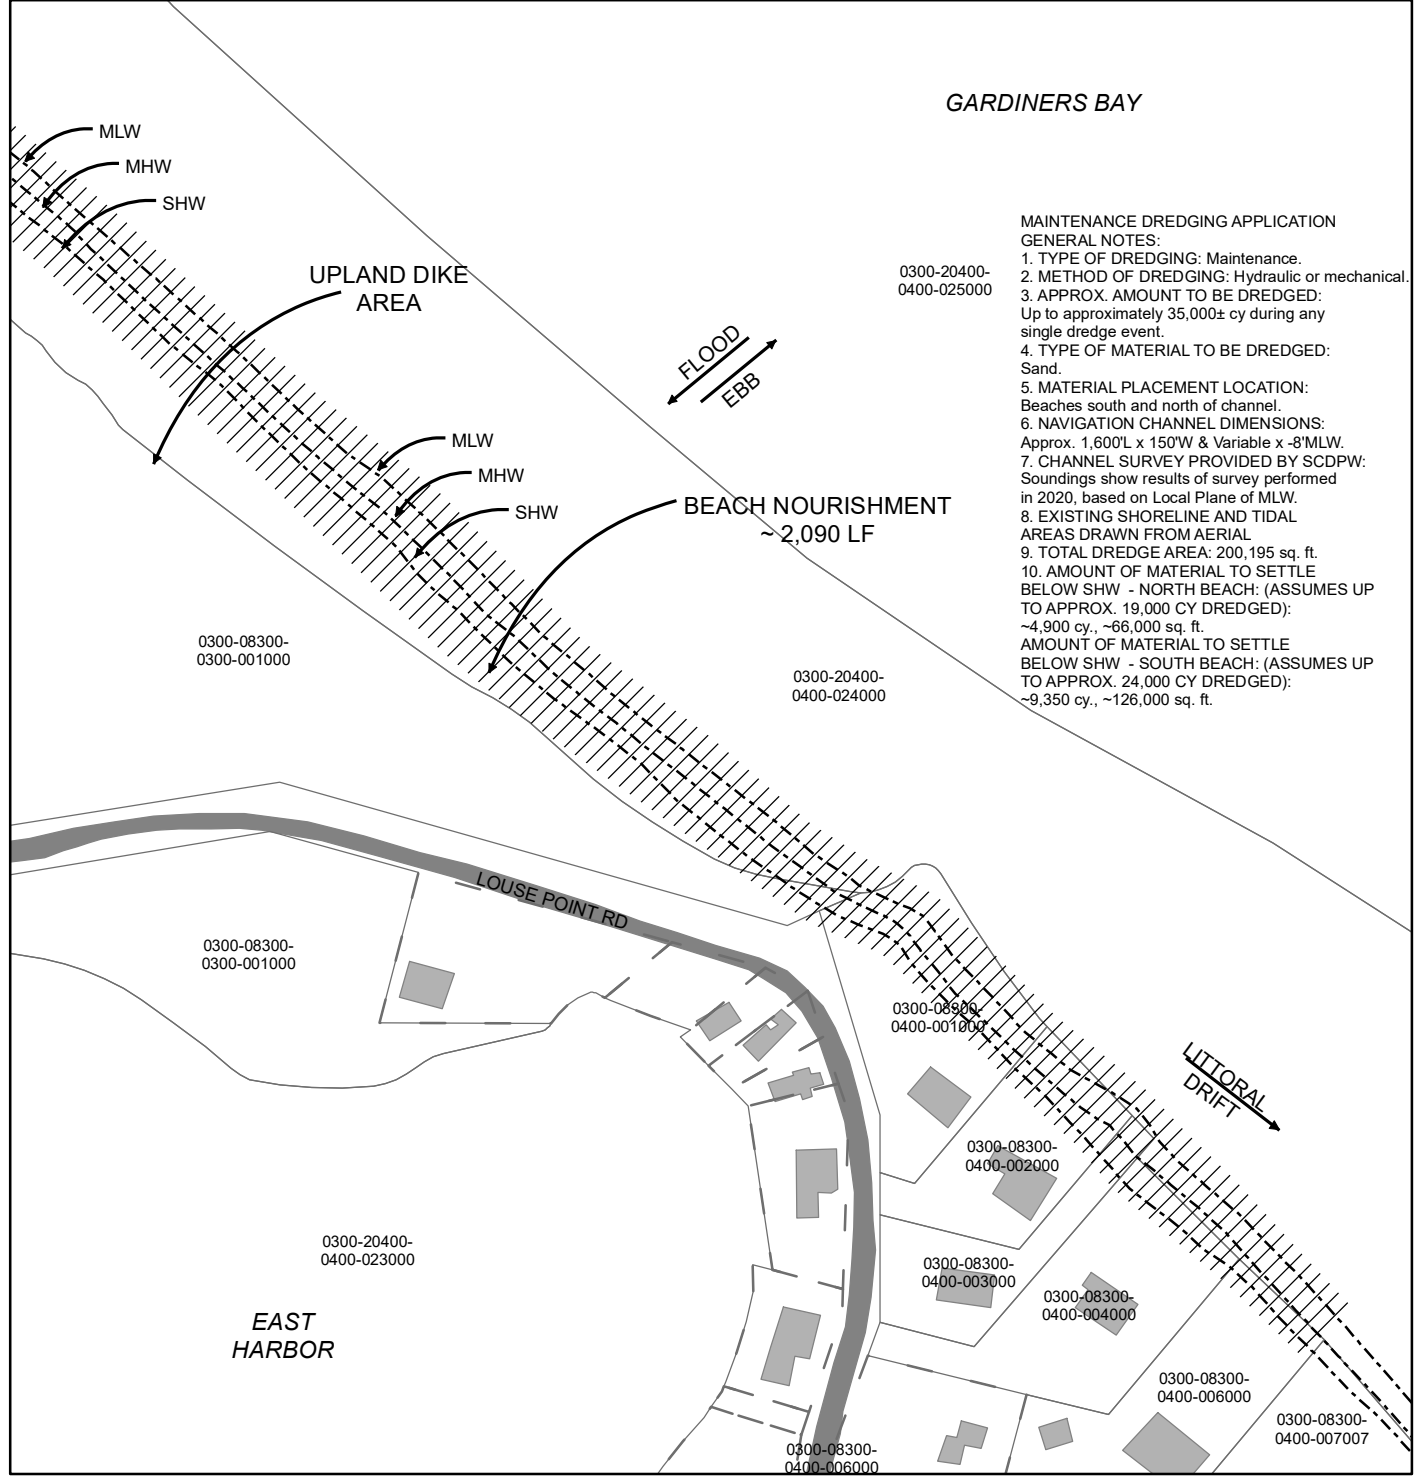 GARDINERS BAY
MLW
MHW
SHW
MAINTENANCE DREDGING APPLICATION
GENERAL NOTES:
1. TYPE OF DREDGING: Maintenance.
2. METHOD OF DREDGING: Hydraulic or mechanical.
3. APPROX. AMOUNT TO BE DREDGED:
Up to approximately 35,000± cy during any
single dredge event.
4. TYPE OF MATERIAL TO BE DREDGED:
Sand.
5. MATERIAL PLACEMENT LOCATION:
Beaches south and north of channel.
6. NAVIGATION CHANNEL DIMENSIONS:
Approx. 1,600'L x 150'W & Variable x -8'MLW.
7. CHANNEL SURVEY PROVIDED BY SCDPW:
Soundings show results of survey performed
in 2020, based on Local Plane of MLW.
8. EXISTING SHORELINE AND TIDAL
AREAS DRAWN FROM AERIAL
9. TOTAL DREDGE AREA: 200,195 sq. ft.
10. AMOUNT OF MATERIAL TO SETTLE
BELOW SHW - NORTH BEACH: (ASSUMES UP
TO APPROX. 19,000 CY DREDGED):
~4,900 cy., ~66,000 sq. ft.
AMOUNT OF MATERIAL TO SETTLE
BELOW SHW - SOUTH BEACH: (ASSUMES UP
TO APPROX. 24,000 CY DREDGED):
~9,350 cy., ~126,000 sq. ft.
UPLAND DIKE
AREA
0300-20400-
0400-025000
FLOOD
EBB
MLW
MHW
SHW
BEACH NOURISHMENT
~ 2,090 LF
0300-08300-
0300-001000
0300-20400-
0400-024000
LOUSE POINT RD
0300-08300-
0300-001000
0300-08300-
0400-001000
LITTORAL
DRIFT
0300-08300-
0400-002000
0300-20400-
0400-023000
0300-08300-
0400-003000
0300-08300-
0400-004000
EAST
HARBOR
0300-08300-
0400-006000
0300-08300-
0400-007007
0300-08300-
0400-006000